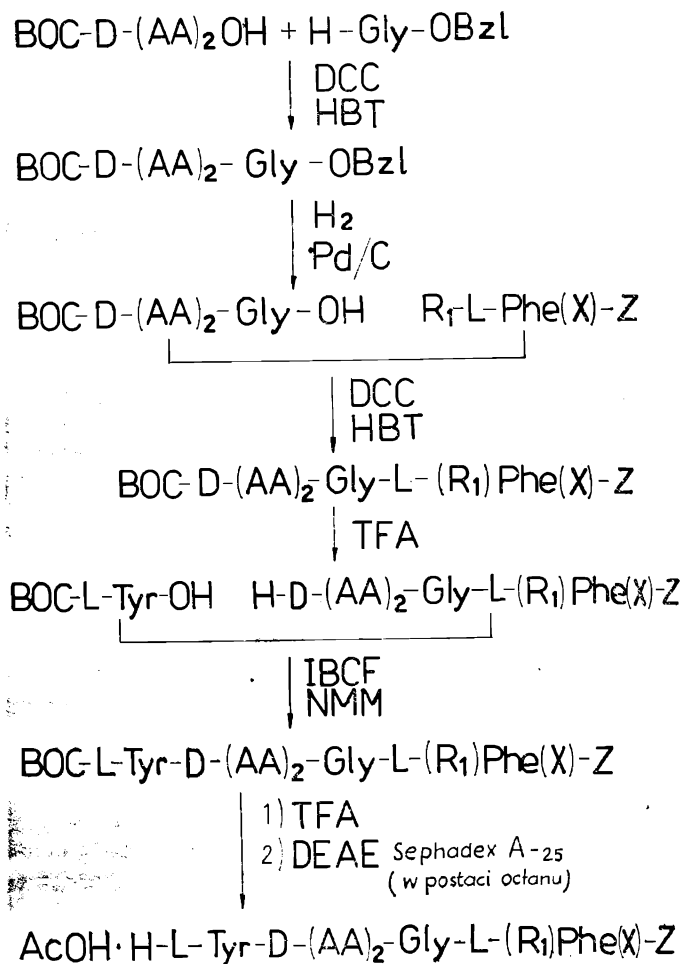 BOC-D-(AA)₂OH + H-Gly-OBzl
DCC
HBT
BOC-D-(AA)₂- Gly -OBzl
H₂
Pd/C
BOC-D-(AA)₂-Gly-OH R₁-L-Phe(X)-Z
DCC
HBT
BOC-D-(AA)₂-Gly-L-(R₁)Phe(X)-Z
TFA
BOC-L-Tyr-OH H-D-(AA)₂-Gly-L-(R₁)Phe(X)-Z
IBCF
NMM
BOC-L-Tyr-D-(AA)₂-Gly-L-(R₁)Phe(X)-Z
1) TFA
2) DEAE Sephadex A-25
(w postaci octanu)
AcOH·H-L-Tyr-D-(AA)₂-Gly-L-(R₁)Phe(X)-Z